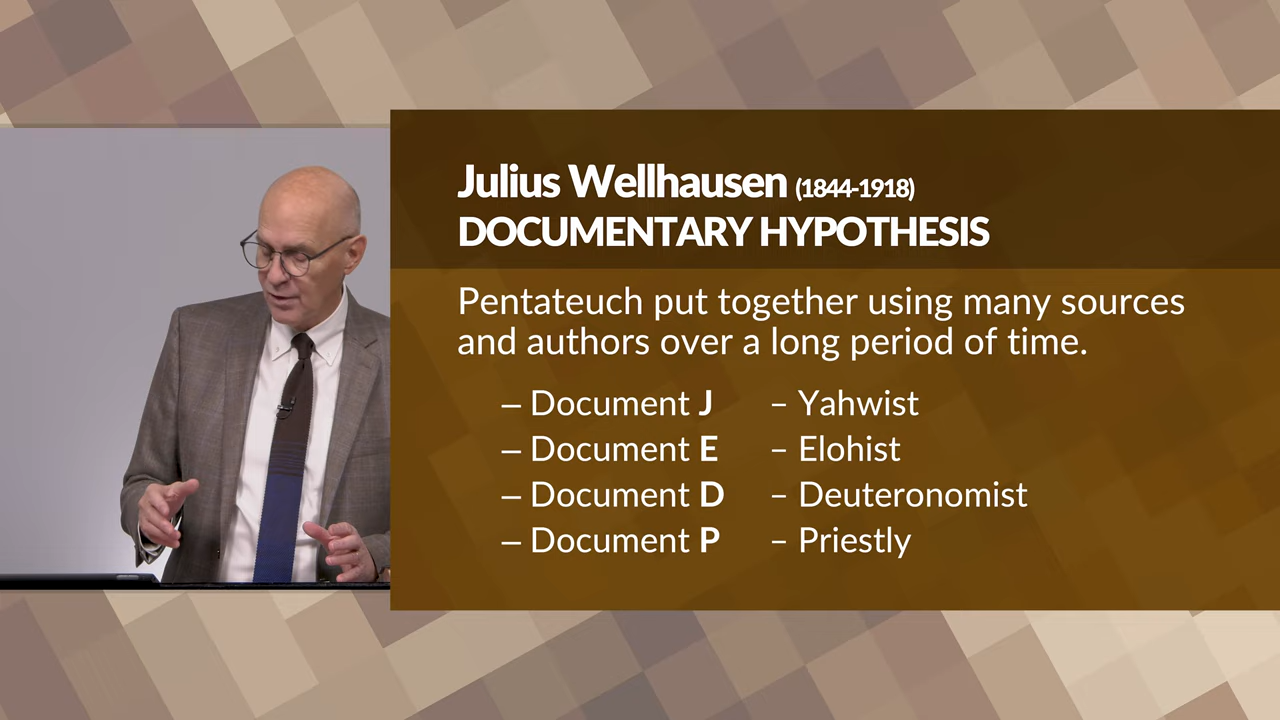 Julius Wellhausen (1844-1918)
DOCUMENTARY HYPOTHESIS
Pentateuch put together using many sources
and authors over a long period of time.
– Document J – Yahwist
– Document E – Elohist
– Document D – Deuteronomist
– Document P – Priestly